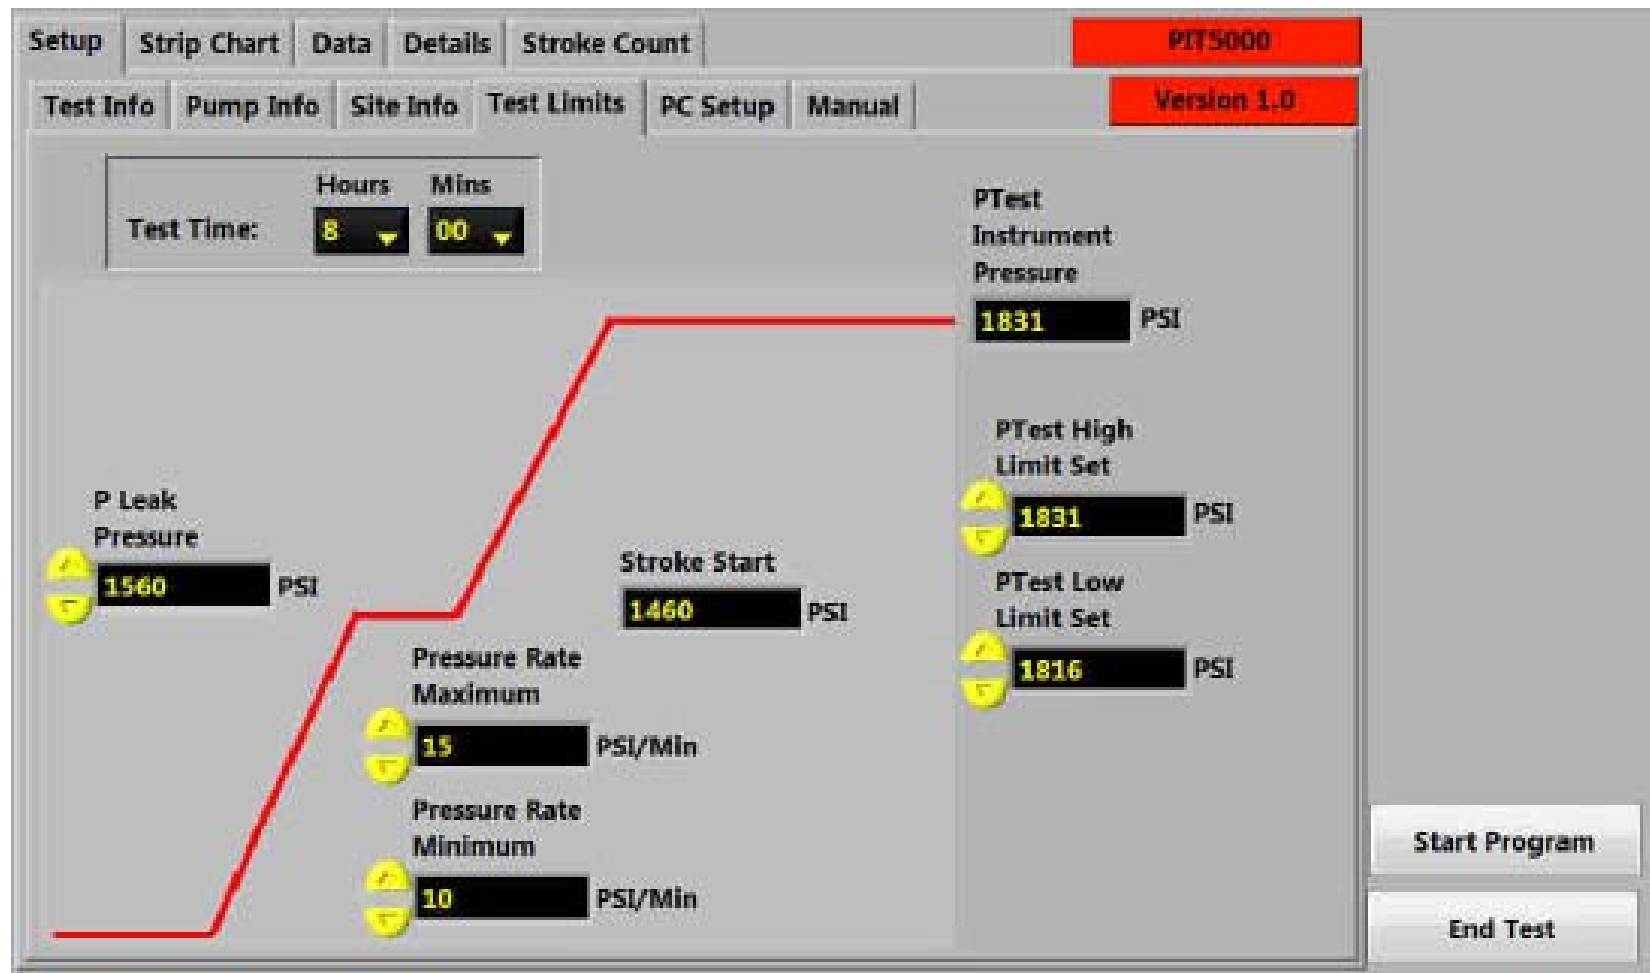 Setup Strip Chart Data Details Stroke Count PIT5000
Test Info Pump Info Site Info Test Limits PC Setup Manual Version 1.0
Hours Mins
Test Time: 8 00
PTest
Instrument
Pressure
1831 PSI
PTest High
Limit Set
1831 PSI
P Leak
Pressure
1560 PSI
Stroke Start
1460 PSI
PTest Low
Limit Set
1816 PSI
Pressure Rate
Maximum
15 PSI/Min
Pressure Rate
Minimum
10 PSI/Min
Start Program
End Test